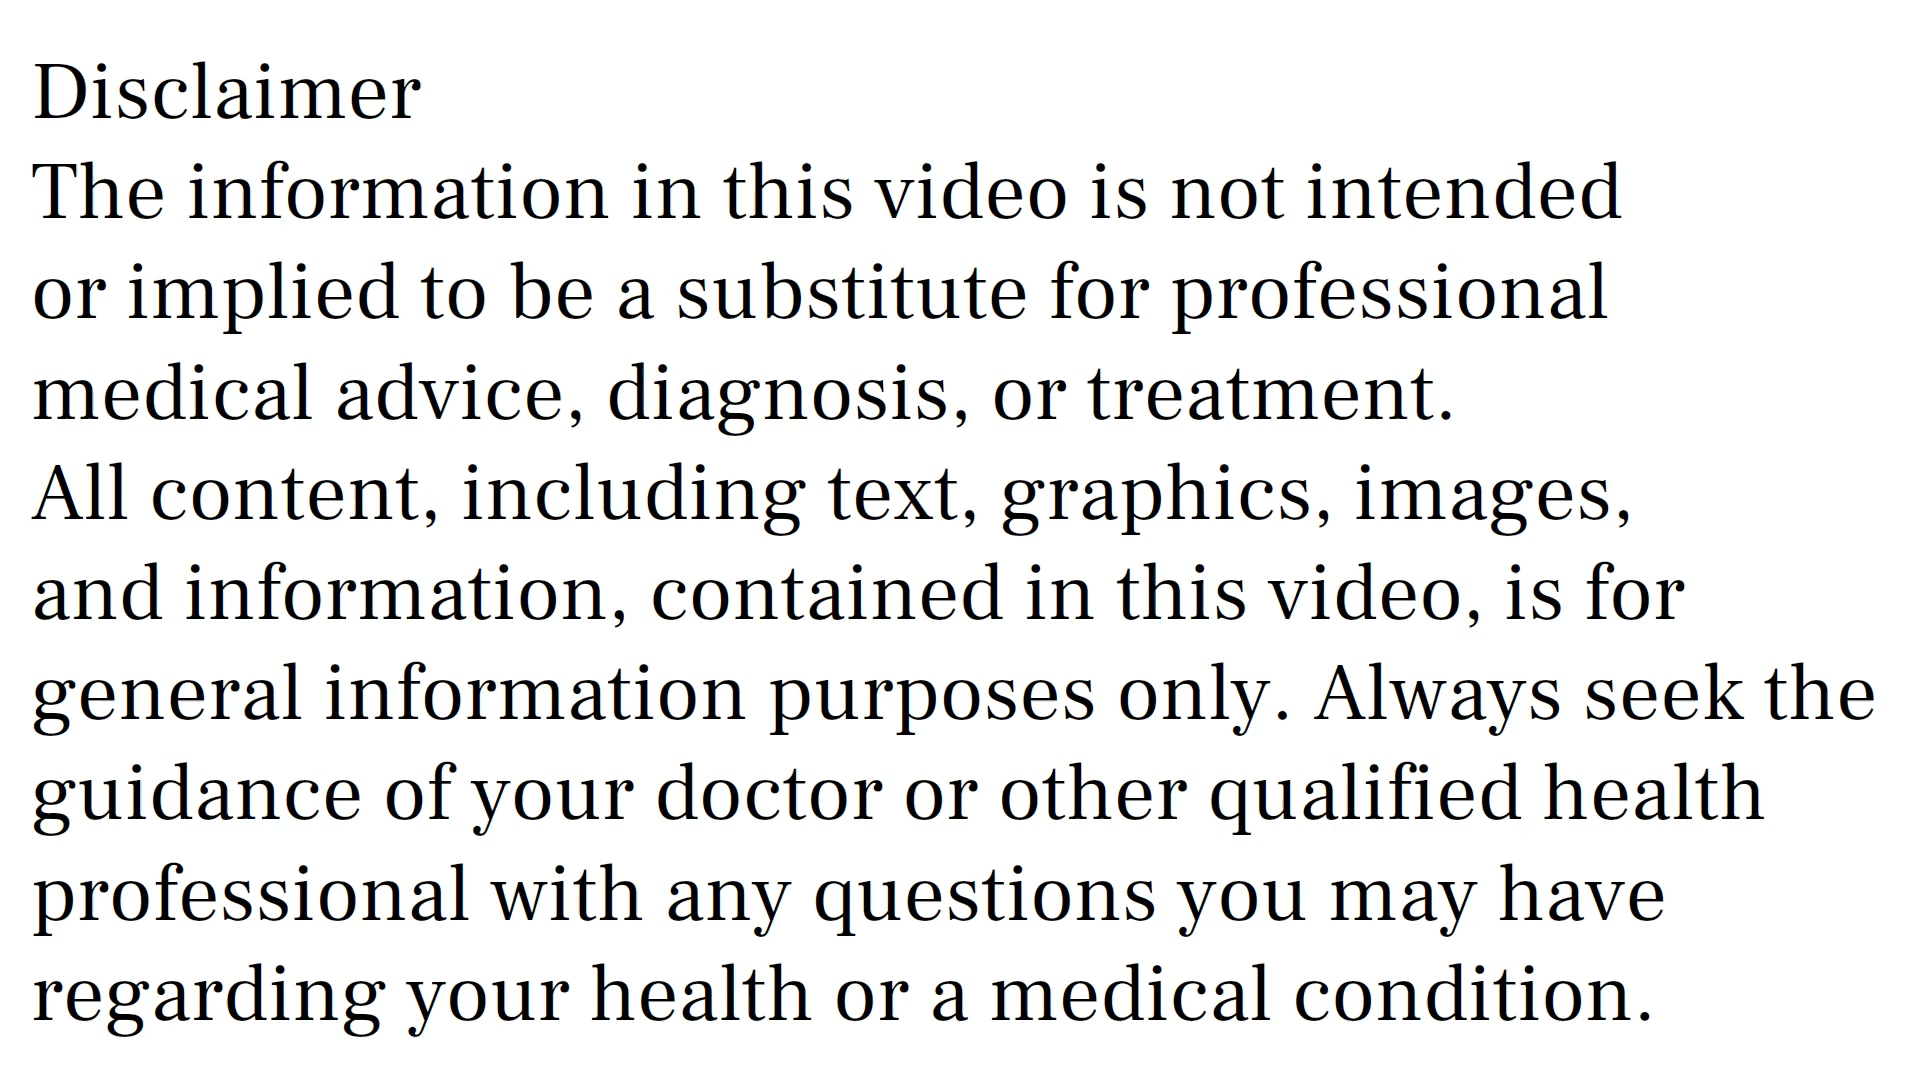 Disclaimer
The information in this video is not intended
or implied to be a substitute for professional
medical advice, diagnosis, or treatment.
All content, including text, graphics, images,
and information, contained in this video, is for
general information purposes only. Always seek the
guidance of your doctor or other qualified health
professional with any questions you may have
regarding your health or a medical condition.